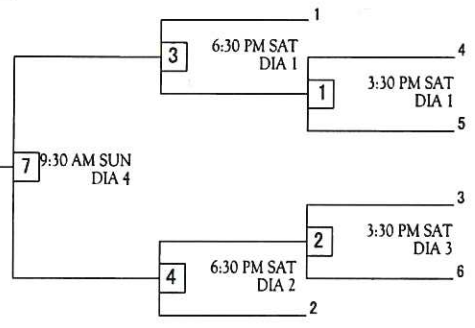 1
3
6:30 PM SAT
DIA 1
4
1
3:30 PM SAT
DIA 1
5
7
9:30 AM SUN
DIA 4
3
2
3:30 PM SAT
DIA 3
6
4
6:30 PM SAT
DIA 2
2